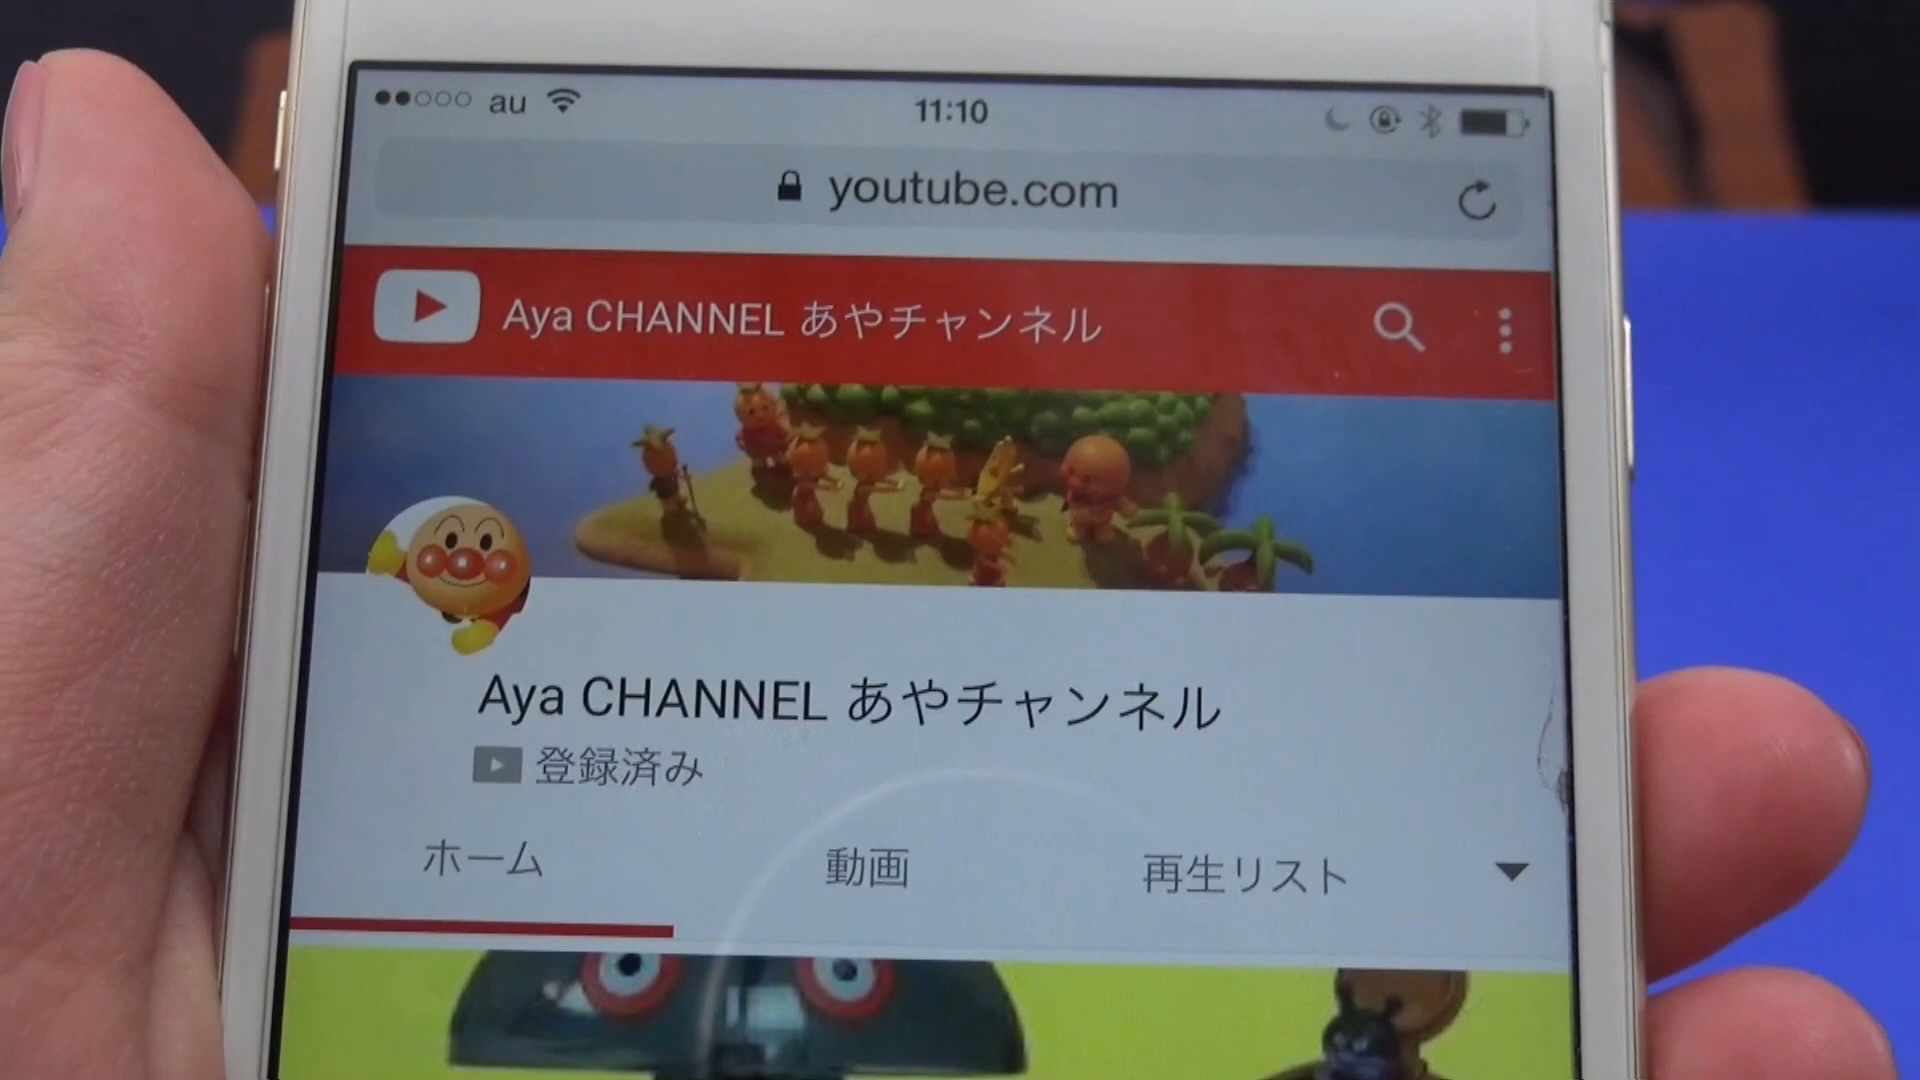 au 11:10
youtube.com
Aya CHANNEL あやチャンネル
Aya CHANNEL あやチャンネル
登録済み
ホーム 動画 再生リスト